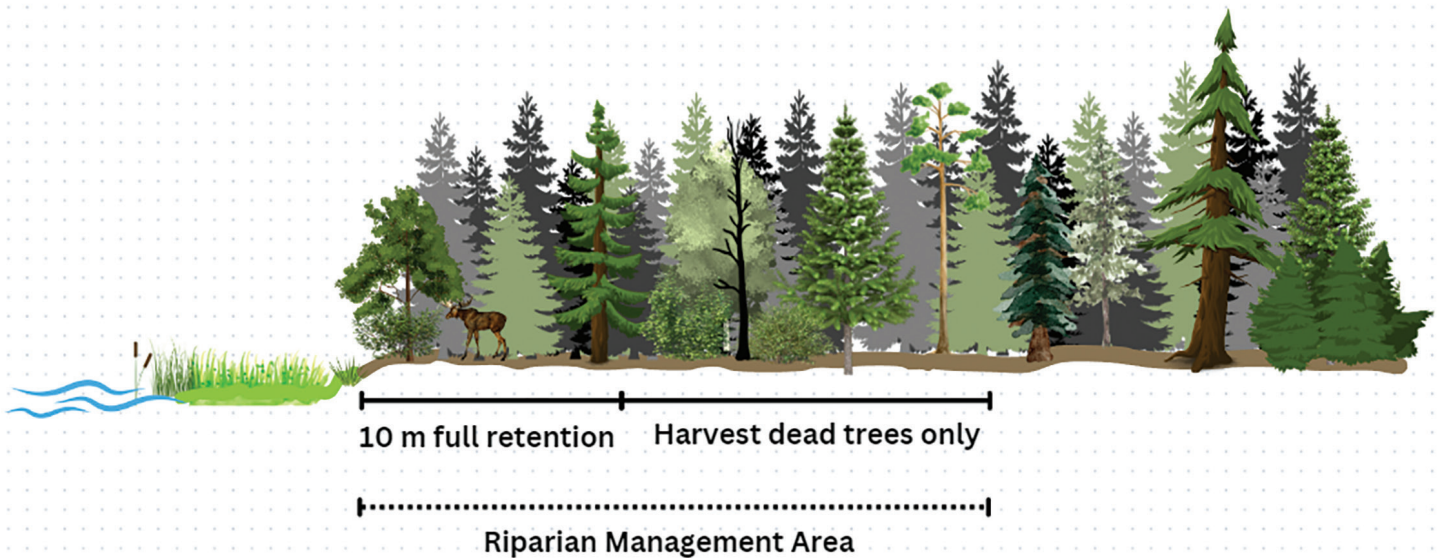 10 m full retention
Harvest dead trees only
Riparian Management Area